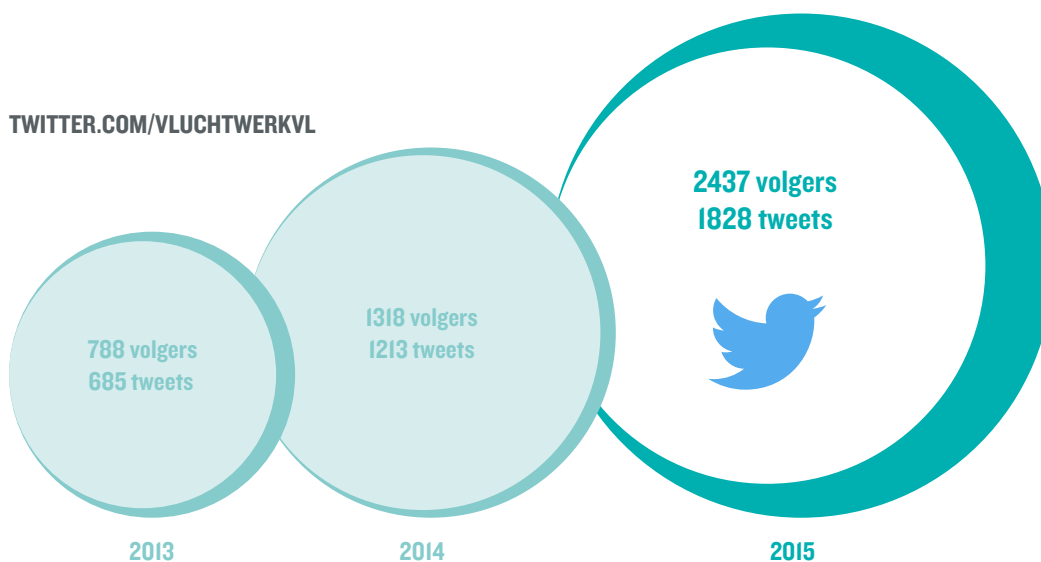 TWITTER.COM/VLUCHTWERKVL
788 volgers
685 tweets
2013
1318 volgers
1213 tweets
2014
2437 volgers
1828 tweets
2015